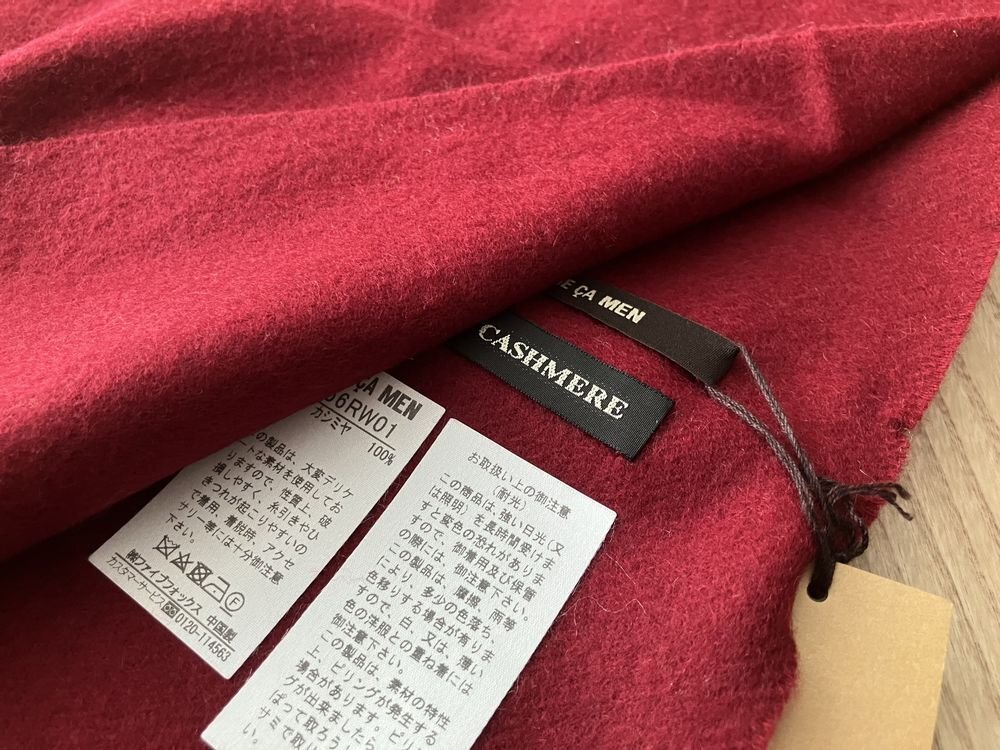 E ÇA MEN
CASHMERE
ÇA MEN
6RW01
カシミヤ 100%
の製品は、大変デリケ
ートな素材を使用してお
りますので、性質上、破
損しやすく、糸引きやひ
きつれが起こりやすいの
で着用、着脱時、アクセ
サリー等には十分御注意
下さい。
Ⓕ
㈱ファイブフォックス 中国製
カスタマーサービス 0120-114563
お取扱い上の御注意
(耐光)
この商品は、強い日光(又
は照明)を長時間受けま
すと変色の恐れがありま
すので、御着用及び保管
の際には、御注意下さい。
この製品は、摩擦、雨等
により、多少の色落ち、
色移りする場合が有りま
すので、白、又は、薄い
色の洋服との重ね着には
御注意下さい。
この製品は、素材の特性
上、ピリングが発生する
場合があります。ピリ
グが出来ましたら
ぱって取ろう
サミで取り
い。